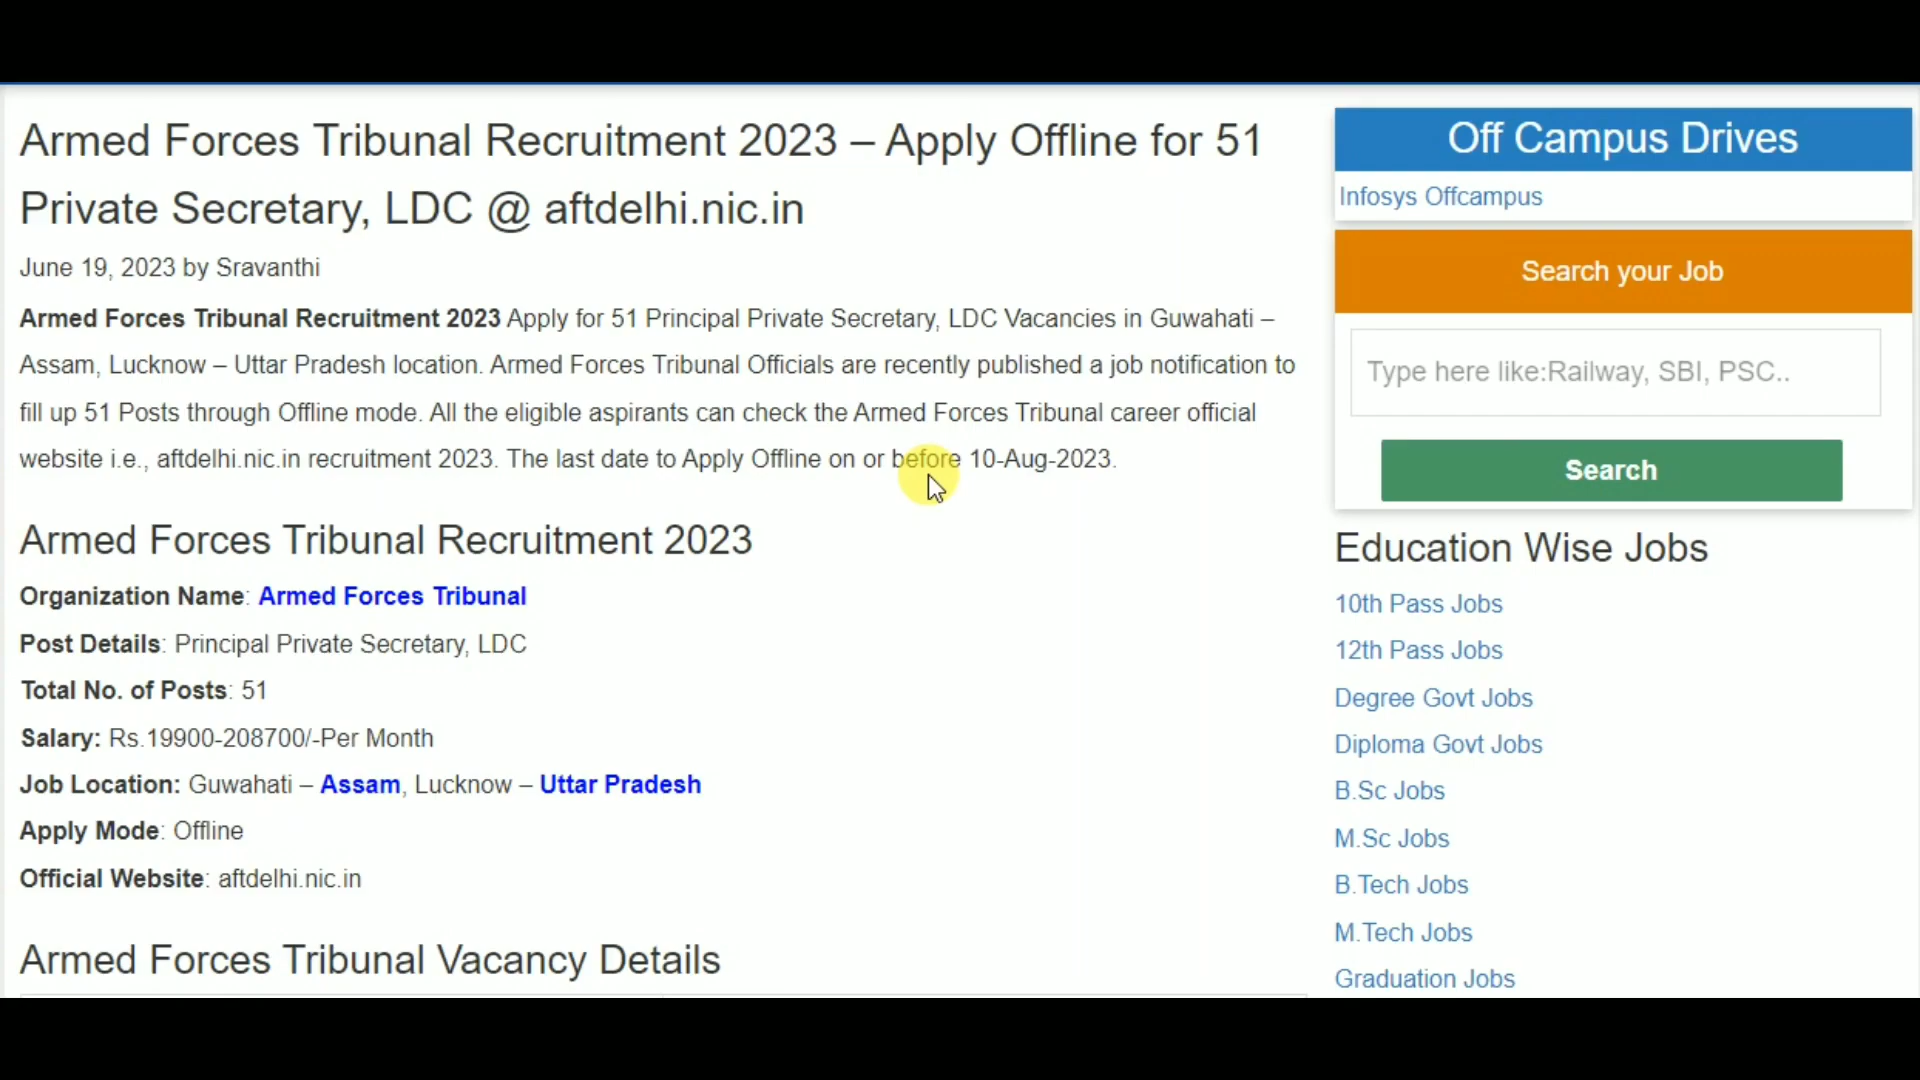 Armed Forces Tribunal Recruitment 2023 – Apply Offline for 51
Private Secretary, LDC @ aftdelhi.nic.in
June 19, 2023 by Sravanthi
Armed Forces Tribunal Recruitment 2023 Apply for 51 Principal Private Secretary, LDC Vacancies in Guwahati –
Assam, Lucknow – Uttar Pradesh location. Armed Forces Tribunal Officials are recently published a job notification to
fill up 51 Posts through Offline mode. All the eligible aspirants can check the Armed Forces Tribunal career official
website i.e., aftdelhi.nic.in recruitment 2023. The last date to Apply Offline on or before 10-Aug-2023.
Armed Forces Tribunal Recruitment 2023
Organization Name: Armed Forces Tribunal
Post Details: Principal Private Secretary, LDC
Total No. of Posts: 51
Salary: Rs.19900-208700/-Per Month
Job Location: Guwahati – Assam, Lucknow – Uttar Pradesh
Apply Mode: Offline
Official Website: aftdelhi.nic.in
Armed Forces Tribunal Vacancy Details
Off Campus Drives
Infosys Offcampus
Search your Job
Type here like:Railway, SBI, PSC..
Search
Education Wise Jobs
10th Pass Jobs
12th Pass Jobs
Degree Govt Jobs
Diploma Govt Jobs
B.Sc Jobs
M.Sc Jobs
B.Tech Jobs
M.Tech Jobs
Graduation Jobs